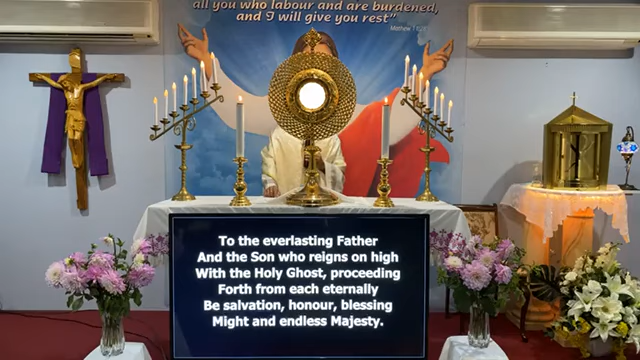 all you who labour and are burdened,
and I will give you rest”
To the everlasting Father
And the Son who reigns on high
With the Holy Ghost, proceeding
Forth from each eternally
Be salvation, honour, blessing
Might and endless Majesty.